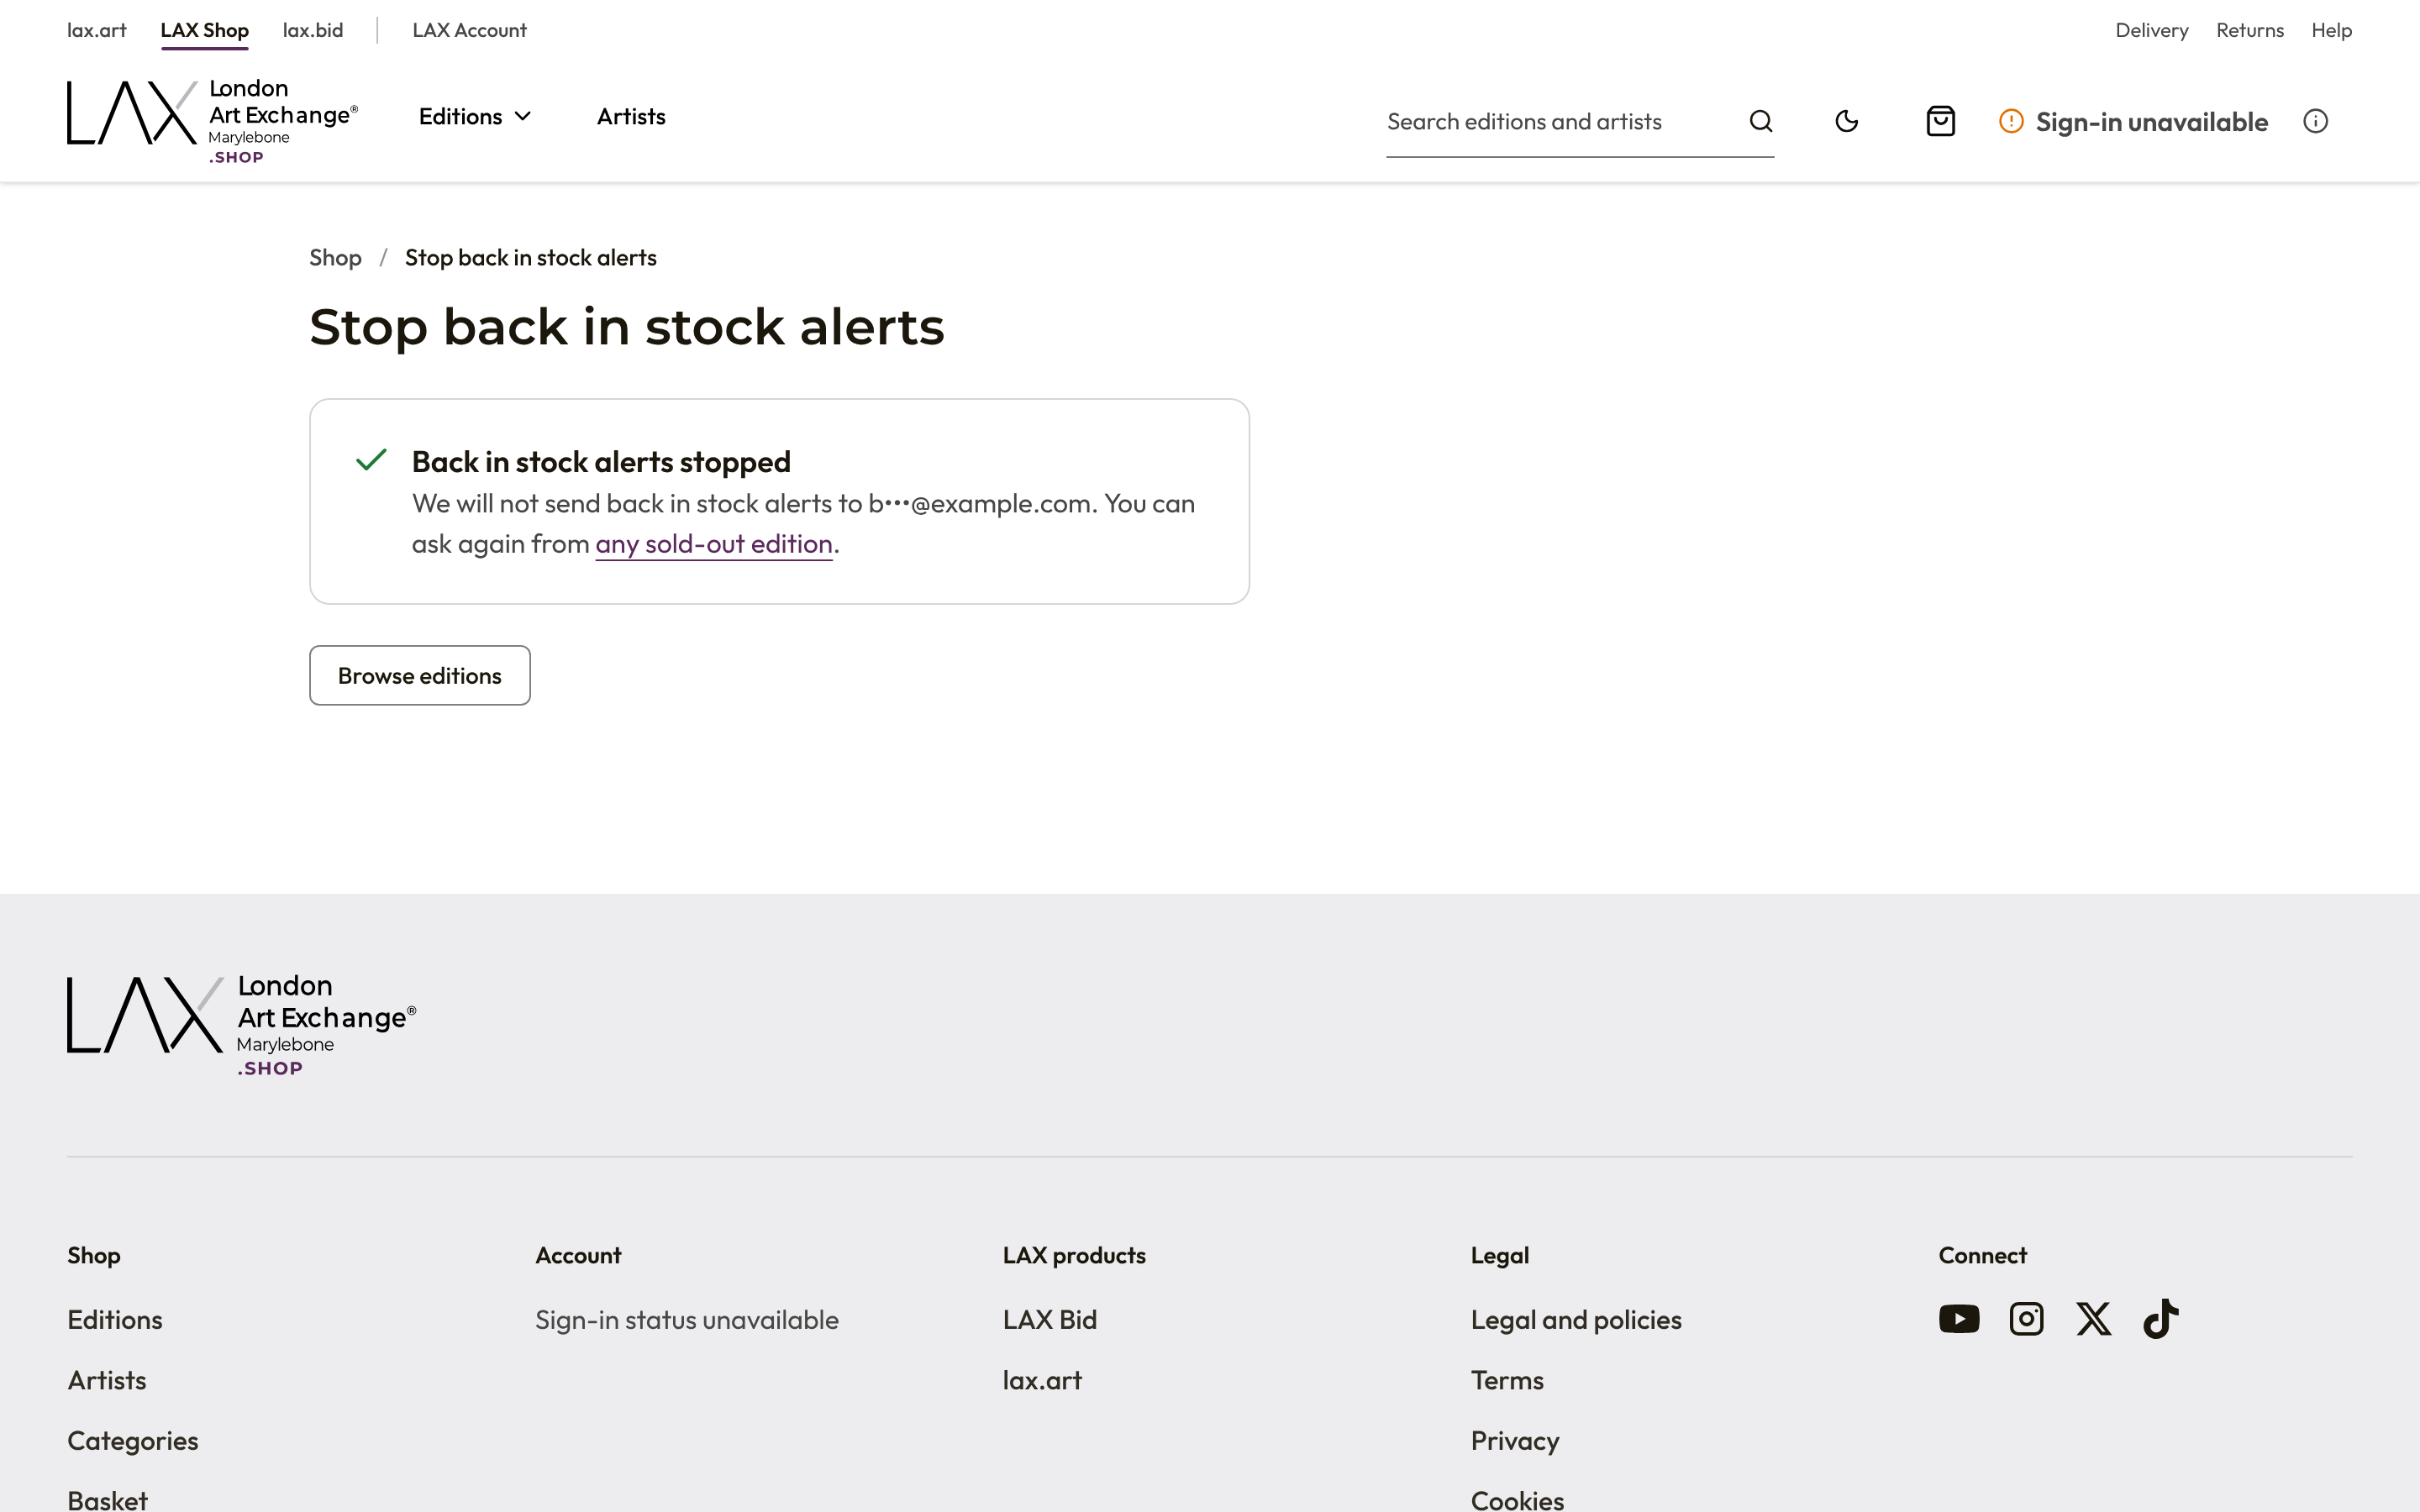 lax.art
LAX Shop
lax.bid
LAX Account
Delivery
Returns
Help
LAX
London
Art Exchange®
Marylebone
.SHOP
Editions
Artists
Search editions and artists
Sign-in unavailable
Shop / Stop back in stock alerts
Stop back in stock alerts
Back in stock alerts stopped
We will not send back in stock alerts to b•••@example.com. You can
ask again from any sold-out edition.
Browse editions
LAX
London
Art Exchange®
Marylebone
.SHOP
Shop
Editions
Artists
Categories
Basket
Account
Sign-in status unavailable
LAX products
LAX Bid
lax.art
Legal
Legal and policies
Terms
Privacy
Cookies
Connect